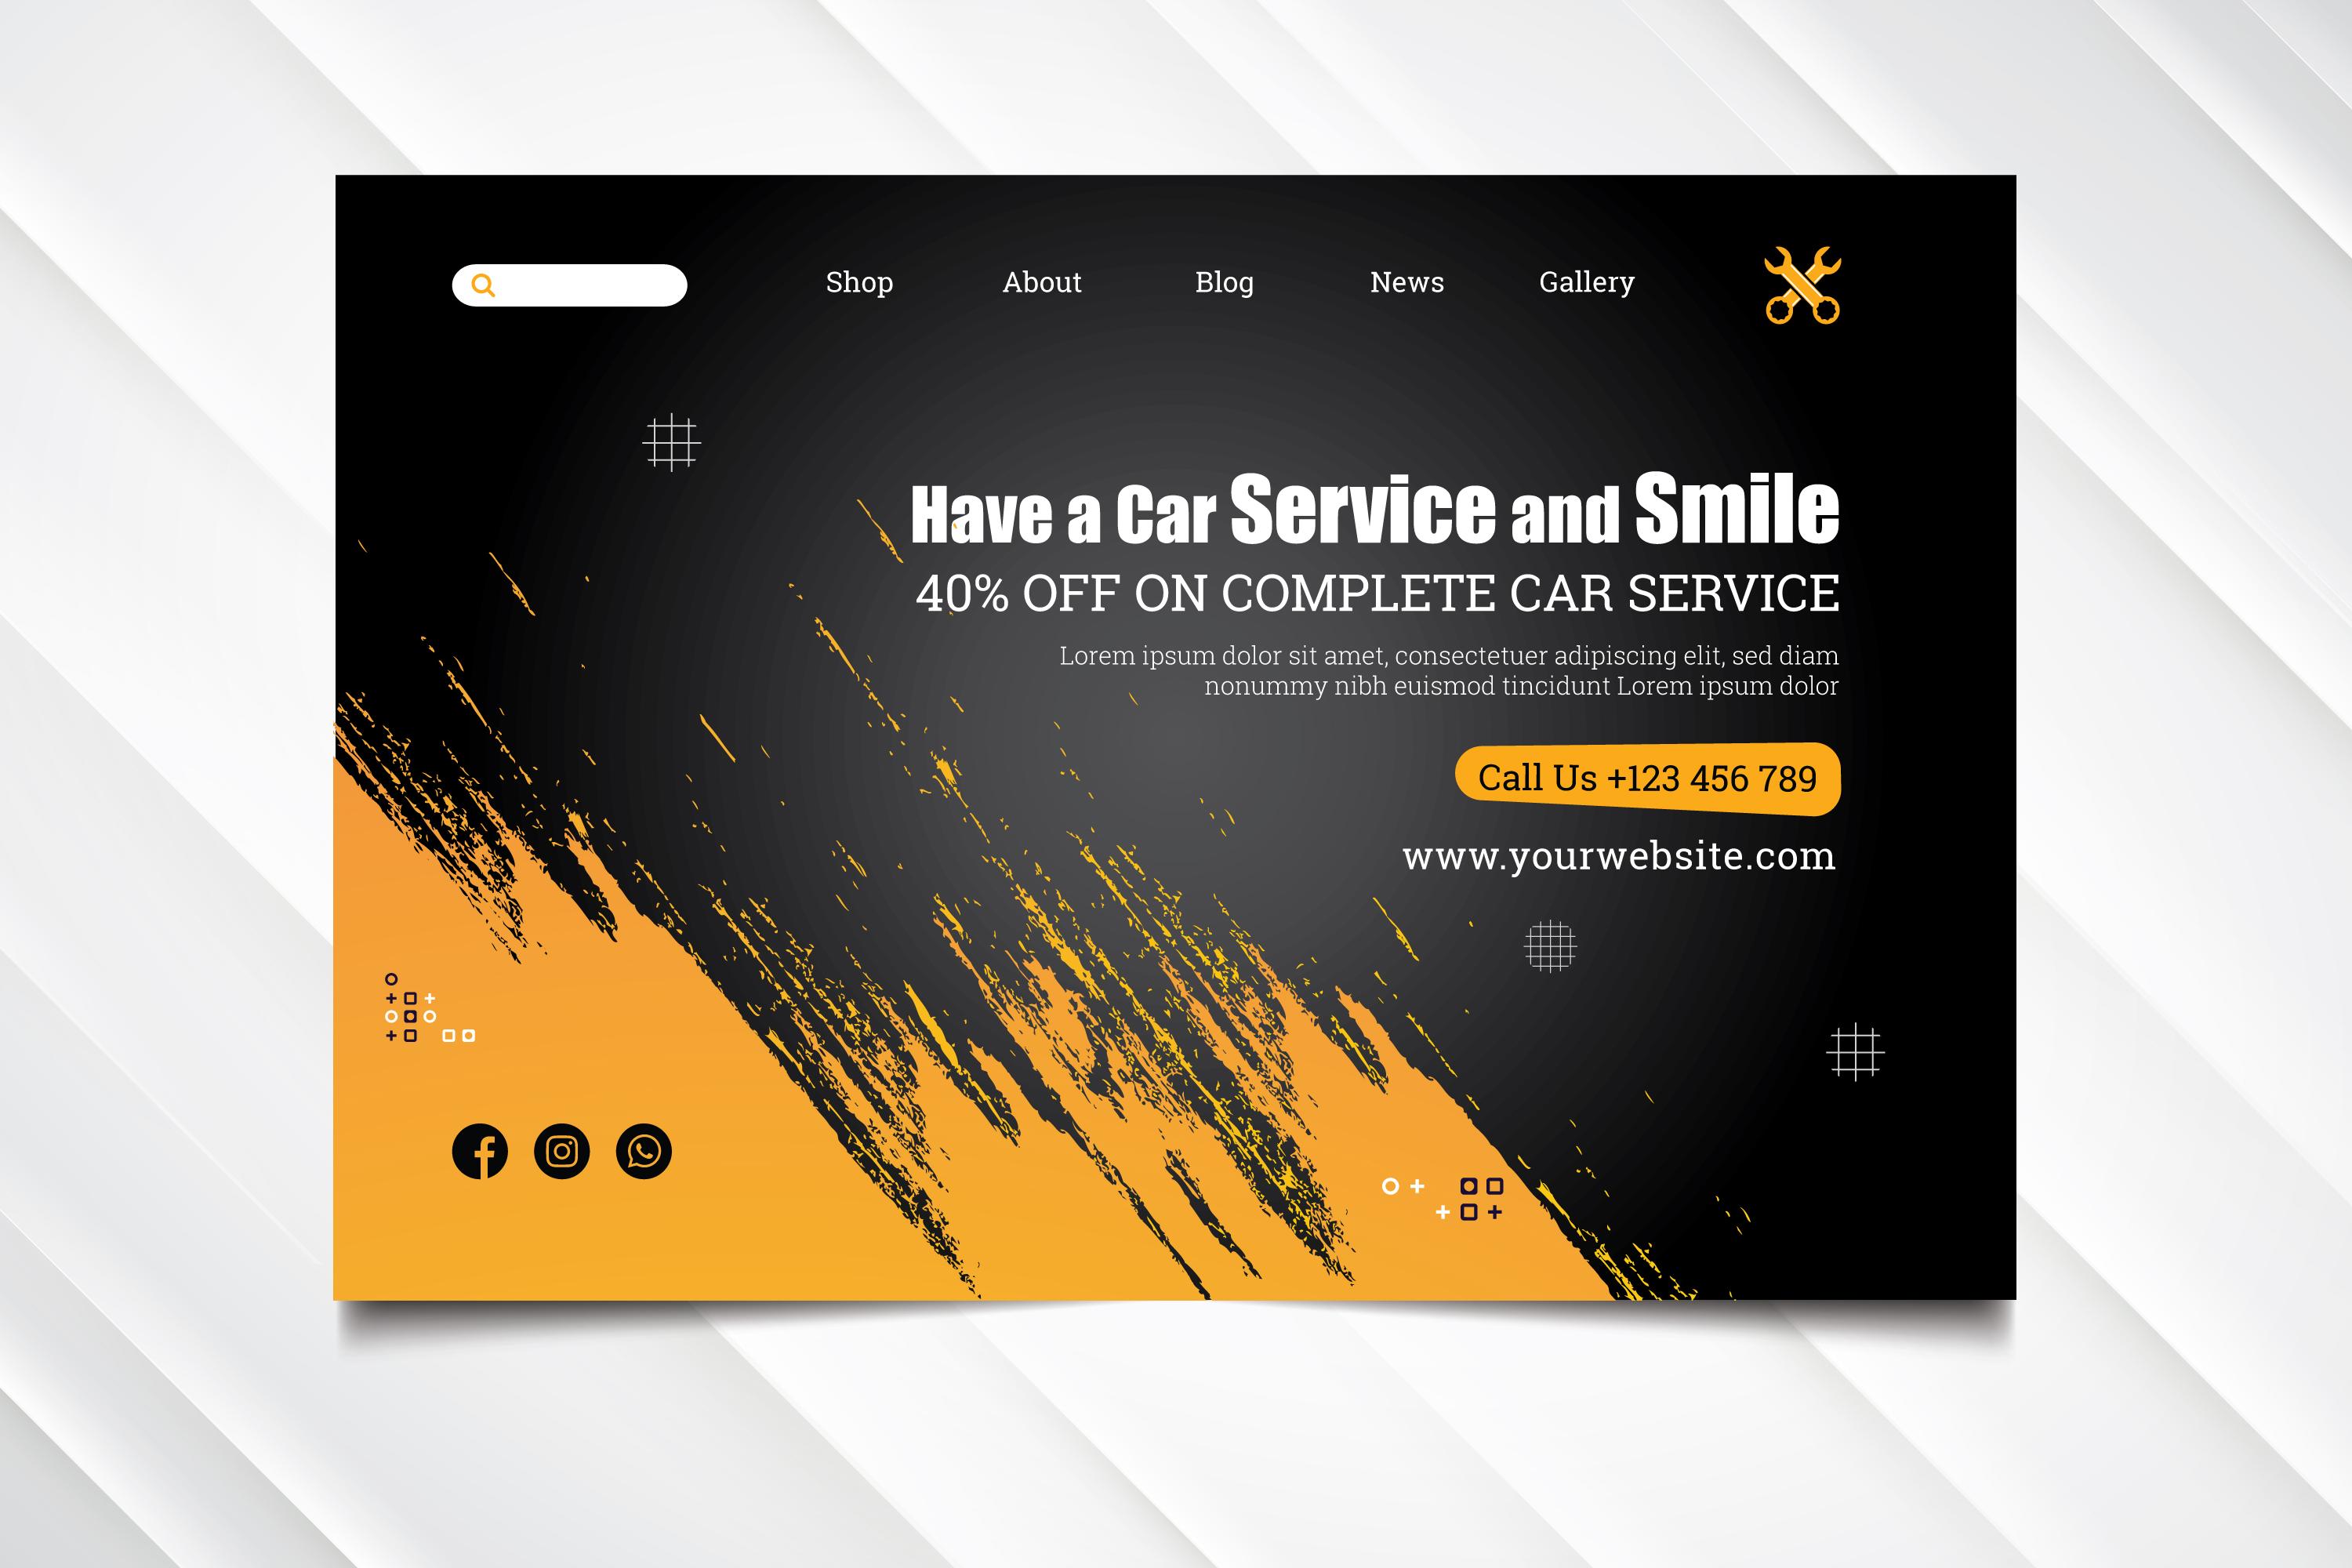 Shop About Blog News Gallery
Have a Car Service and Smile
40% OFF ON COMPLETE CAR SERVICE
Lorem ipsum dolor sit amet, consectetuer adipiscing elit, sed diam
nonummy nibh euismod tincidunt Lorem ipsum dolor
Call Us +123 456 789
www.yourwebsite.com